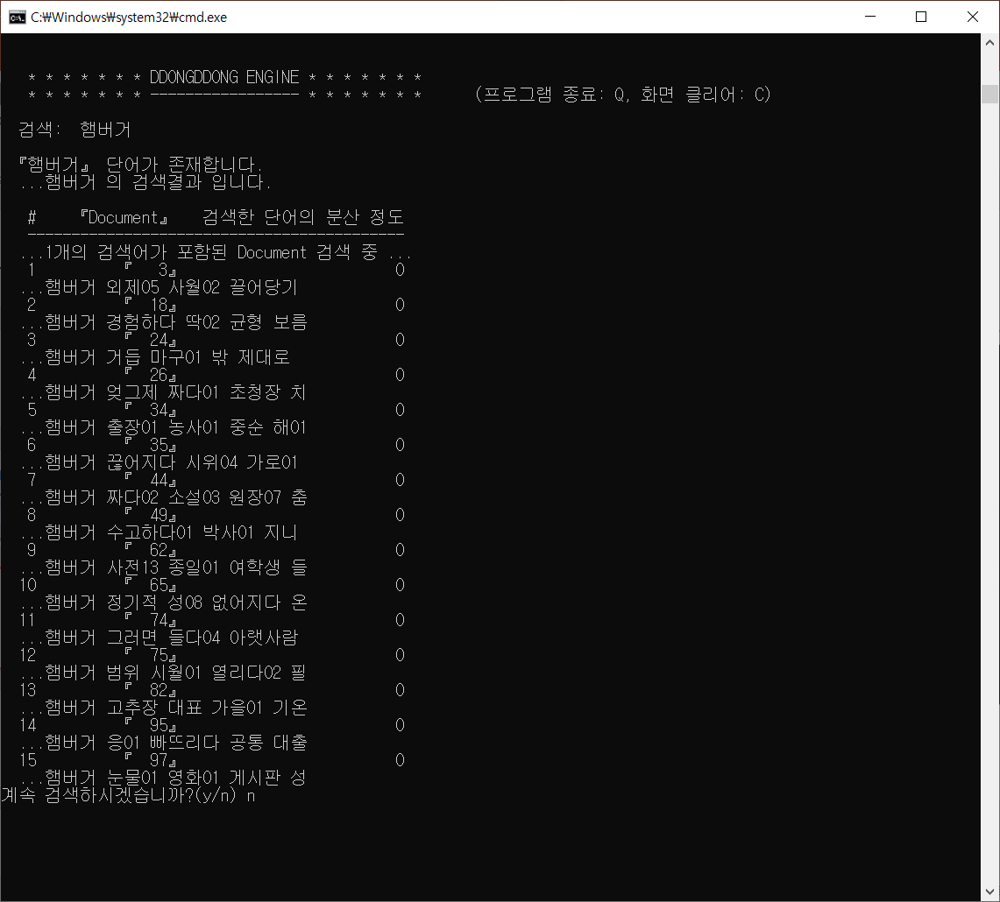 C:₩Windows₩system32₩cmd.exe
* * * * * * * DDONGDDONG ENGINE * * * * * * *
* * * * * * * ----------------- * * * * * * * (프로그램 종료: Q, 화면 클리어: C)
검색: 햄버거
『햄버거』 단어가 존재합니다.
...햄버거 의 검색결과 입니다.
# 『Document』 검색한 단어의 분산 정도
-------------------------------------------
...1개의 검색어가 포함된 Document 검색 중 ...
1 『 3』 0
...햄버거 외제05 사월02 끌어당기
2 『 18』 0
...햄버거 경험하다 딱02 균형 보름
3 『 24』 0
...햄버거 거듭 마구01 밖 제대로
4 『 26』 0
...햄버거 엊그제 짜다01 초청장 치
5 『 34』 0
...햄버거 출장01 농사01 중순 해01
6 『 35』 0
...햄버거 끊어지다 시위04 가로01
7 『 44』 0
...햄버거 짜다02 소설03 원장07 춤
8 『 49』 0
...햄버거 수고하다01 박사01 지니
9 『 62』 0
...햄버거 사전13 종일01 여학생 들
10 『 65』 0
...햄버거 정기적 성08 없어지다 온
11 『 74』 0
...햄버거 그러면 들다04 아랫사람
12 『 75』 0
...햄버거 범위 시월01 열리다02 필
13 『 82』 0
...햄버거 고추장 대표 가을01 기온
14 『 95』 0
...햄버거 응01 빠뜨리다 공통 대출
15 『 97』 0
...햄버거 눈물01 영화01 게시판 성
계속 검색하시겠습니까?(y/n) n